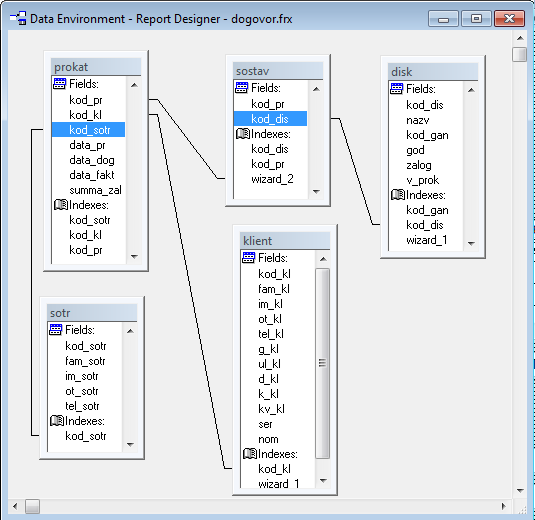 Data Environment - Report Designer - dogovor.frx
prokat
Fields:
kod_pr
kod_kl
kod_sotr
data_pr
data_dog
data_fakt
summa_zal
Indexes:
kod_sotr
kod_kl
kod_pr
sostav
Fields:
kod_pr
kod_dis
Indexes:
kod_dis
kod_pr
wizard_2
disk
Fields:
kod_dis
nazv
kod_gan
god
zalog
v_prok
Indexes:
kod_gan
kod_dis
wizard_1
sotr
Fields:
kod_sotr
fam_sotr
im_sotr
ot_sotr
tel_sotr
Indexes:
kod_sotr
klient
Fields:
kod_kl
fam_kl
im_kl
ot_kl
tel_kl
g_kl
ul_kl
d_kl
k_kl
kv_kl
ser
nom
Indexes:
kod_kl
wizard_1